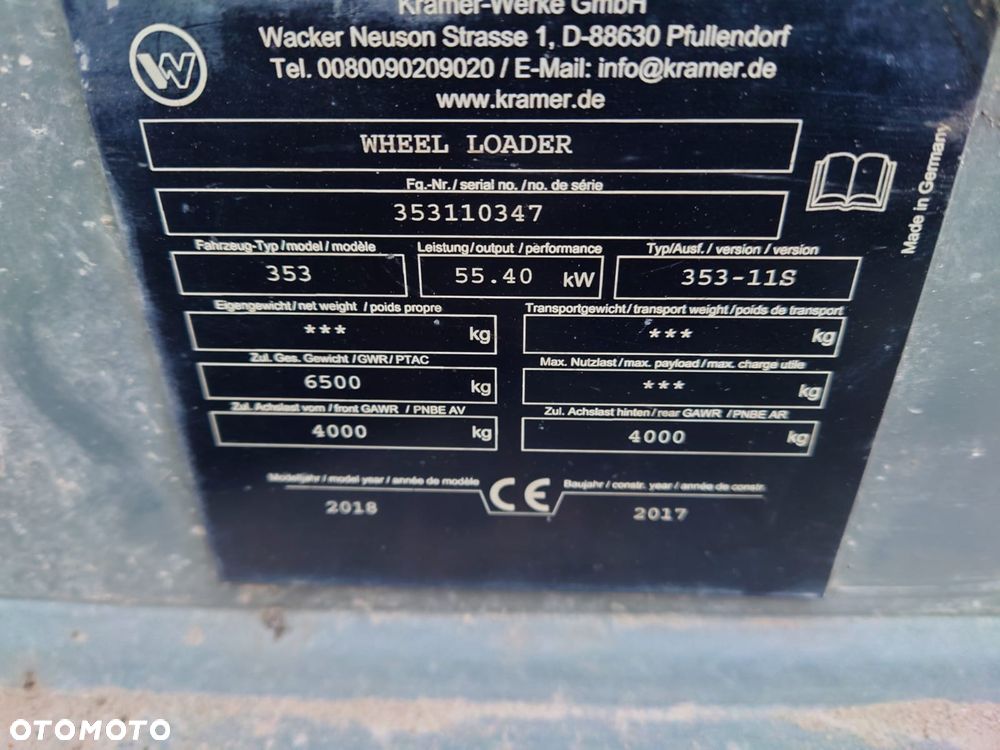 Kramer-Werke GmbH
Wacker Neuson Strasse 1, D-88630 Pfullendorf
Tel. 0080090209020 / E-Mail: info@kramer.de
www.kramer.de
WHEEL LOADER
Fg.-Nr./ serial no. / no. de série
353110347
Made in Germany
Fahrzeug-Typ / model / modèle Leistung / output / performance Typ/Ausf. / version / version
353 55.40 kW 353-11S
Eigengewicht / net weight / poids propre Transportgewicht / transport weight / poids de transport
*** kg *** kg
Zul. Ges. Gewicht / GWR / PTAC Max. Nutzlast / max. payload / max. charge utile
6500 kg *** kg
Zul. Achslast vorn / front GAWR / PNBE AV Zul. Achslast hinten / rear GAWR / PNBE AR
4000 kg 4000 kg
Modelljahr / model year / année de modèle CE Baujahr / constr. year / année de constr.
2018 2017
OTOMOTO